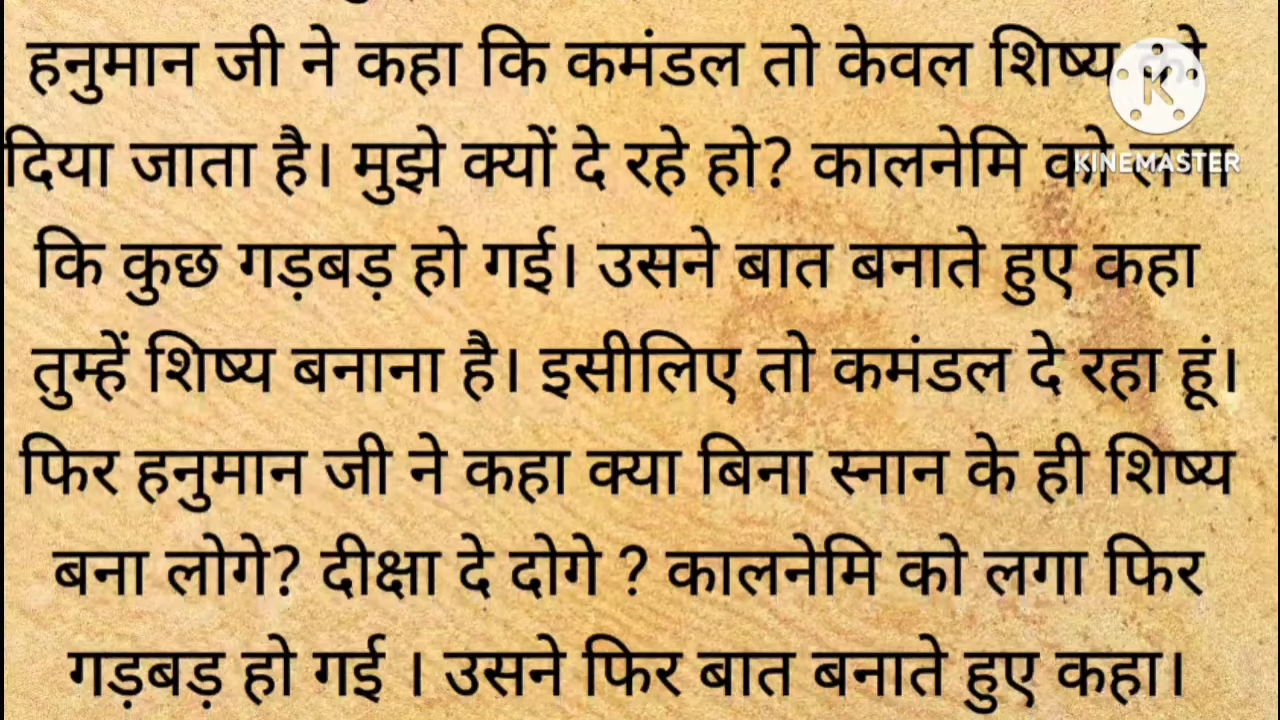 हनुमान जी ने कहा कि कमंडल तो केवल शिष्य को
दिया जाता है। मुझे क्यों दे रहे हो? कालनेमि को लगा
कि कुछ गड़बड़ हो गई। उसने बात बनाते हुए कहा
तुम्हें शिष्य बनाना है। इसीलिए तो कमंडल दे रहा हूं।
फिर हनुमान जी ने कहा क्या बिना स्नान के ही शिष्य
बना लोगे? दीक्षा दे दोगे ? कालनेमि को लगा फिर
गड़बड़ हो गई । उसने फिर बात बनाते हुए कहा।
K
KINEMASTER